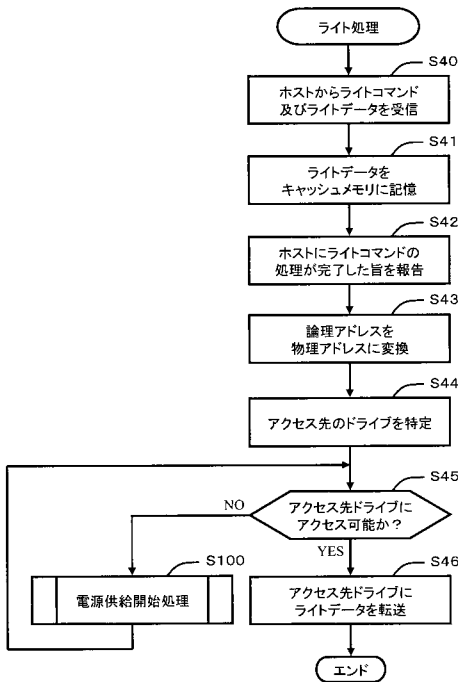 ライト処理
S40
ホストからライトコマンド
及びライトデータを受信
S41
ライトデータを
キャッシュメモリに記憶
S42
ホストにライトコマンドの
処理が完了した旨を報告
S43
論理アドレスを
物理アドレスに変換
S44
アクセス先のドライブを特定
S45
アクセス先ドライブに
アクセス可能か?
NO
YES
S100
電源供給開始処理
S46
アクセス先ドライブに
ライトデータを転送
エンド